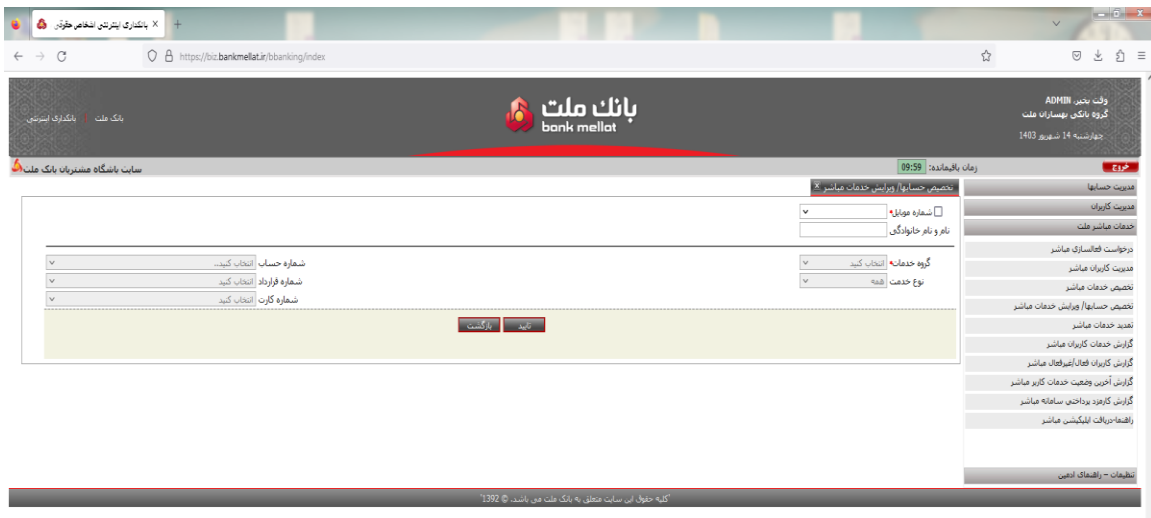 بانکداری اینترنتی اشخاص حقوقی
https://biz.bankmellat.ir/bbanking/index
وقت بخیر، ADMIN
گروه بانکی بهسازان ملت
چهارشنبه 14 شهریور 1403
بانك ملت
bank mellat
بانک ملت | بانکداری اینترنتی
خروج
زمان باقیمانده: 09:59
سایت باشگاه مشتریان بانک ملت
مدیریت حسابها
مدیریت کاربران
خدمات مباشر ملت
درخواست فعالسازی مباشر
مدیریت کاربران مباشر
تخصیص خدمات مباشر
تخصیص حسابها/ ویرایش خدمات مباشر
تمدید خدمات مباشر
گزارش خدمات کاربران مباشر
گزارش کاربران فعال/غیرفعال مباشر
گزارش آخرین وضعیت خدمات کاربر مباشر
گزارش کارمزد پرداختی سامانه مباشر
راهنما-دریافت اپلیکیشن مباشر
تنظیمات – راهنمای ادمین
تخصیص حسابها/ ویرایش خدمات مباشر ×
شماره موبایل*
نام و نام خانوادگی
گروه خدمات* انتخاب کنید
شماره حساب انتخاب کنید..
نوع خدمت همه
شماره قرارداد انتخاب کنید
شماره کارت انتخاب کنید
تایید بازگشت
"کلیه حقوق این سایت متعلق به بانک ملت می باشد. © 1392"